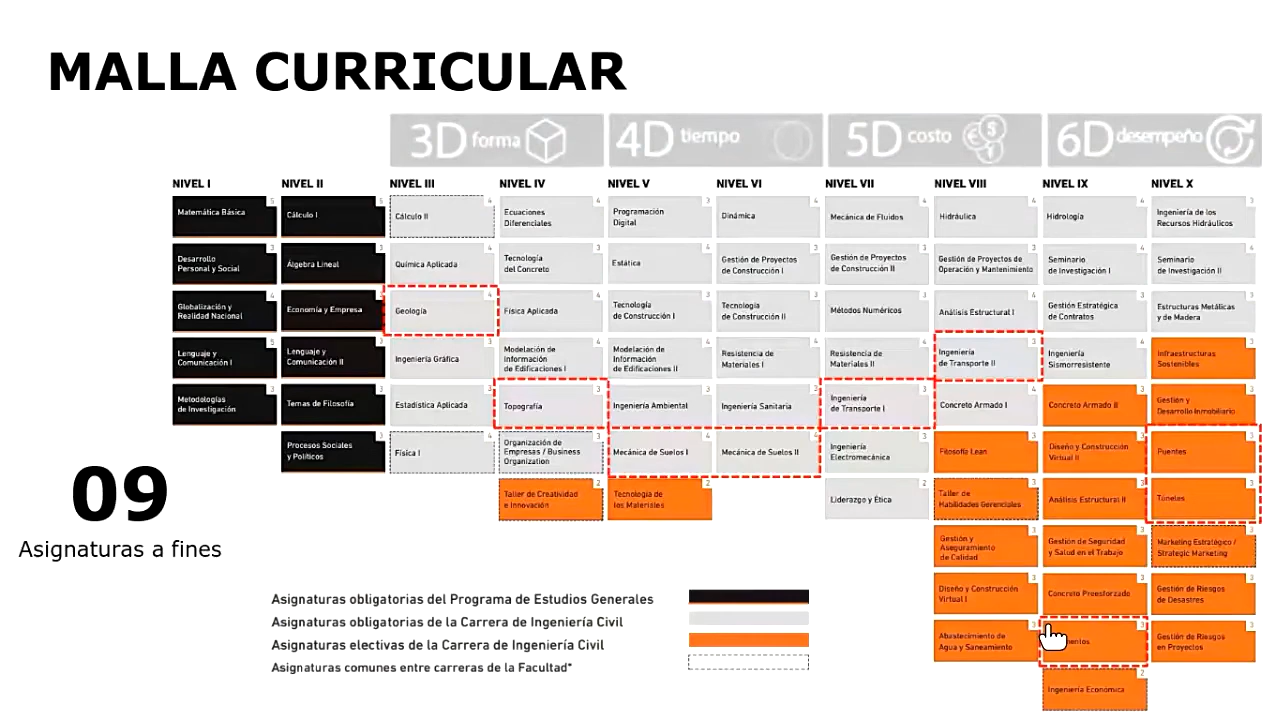 MALLA CURRICULAR
3D forma
4D tiempo
5D costo
6D desempeño
NIVEL I
NIVEL II
NIVEL III
NIVEL IV
NIVEL V
NIVEL VI
NIVEL VII
NIVEL VIII
NIVEL IX
NIVEL X
Matemática Básica
Cálculo I
Cálculo II
Ecuaciones
Diferenciales
Programación
Digital
Dinámica
Mecánica de Fluidos
Hidráulica
Hidrología
Ingeniería de los
Recursos Hidráulicos
Desarrollo
Personal y Social
Álgebra Lineal
Química Aplicada
Tecnología
del Concreto
Estática
Gestión de Proyectos
de Construcción I
Gestión de Proyectos
de Construcción II
Gestión de Proyectos de
Operación y Mantenimiento
Seminario
de Investigación I
Seminario
de Investigación II
Globalización y
Realidad Nacional
Economía y Empresa
Geología
Física Aplicada
Tecnología
de Construcción I
Tecnología
de Construcción II
Métodos Numéricos
Análisis Estructural I
Gestión Estratégica
de Contratos
Estructuras Metálicas
y de Madera
Lenguaje y
Comunicación I
Lenguaje y
Comunicación II
Ingeniería Gráfica
Modelación de
Información
de Edificaciones I
Modelación de
Información
de Edificaciones II
Resistencia de
Materiales I
Resistencia de
Materiales II
Ingeniería
de Transporte II
Ingeniería
Sismorresistente
Infraestructuras
Sostenibles
Metodologías
de Investigación
Temas de Filosofía
Estadística Aplicada
Topografía
Ingeniería Ambiental
Ingeniería Sanitaria
Ingeniería
de Transporte I
Concreto Armado I
Concreto Armado II
Gestión y
Desarrollo Inmobiliario
Procesos Sociales
y Políticos
Física I
Organización de
Empresas / Business
Organization
Mecánica de Suelos I
Mecánica de Suelos II
Ingeniería
Electromecánica
Filosofía Lean
Diseño y Construcción
Virtual II
Puentes
Taller de Creatividad
e Innovación
Tecnología de
los Materiales
Liderazgo y Ética
Taller de
Habilidades Gerenciales
Análisis Estructural II
Túneles
Gestión y
Aseguramiento
de Calidad
Gestión de Seguridad
y Salud en el Trabajo
Marketing Estratégico /
Strategic Marketing
Diseño y Construcción
Virtual I
Concreto Preesforzado
Gestión de Riesgos
de Desastres
Abastecimiento de
Agua y Saneamiento
Gestión de Riesgos
en Proyectos
Ingeniería Económica
09
Asignaturas a fines
Asignaturas obligatorias del Programa de Estudios Generales
Asignaturas obligatorias de la Carrera de Ingeniería Civil
Asignaturas electivas de la Carrera de Ingeniería Civil
Asignaturas comunes entre carreras de la Facultad*